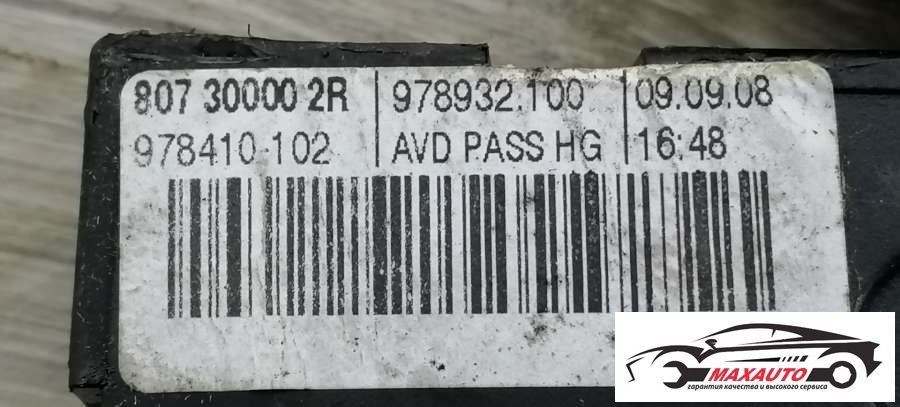 807 30000 2R 978932.100 09.09.08
978410-102 AVD PASS HG 16:48
MAXAUTO
гарантия качества и высокого сервиса